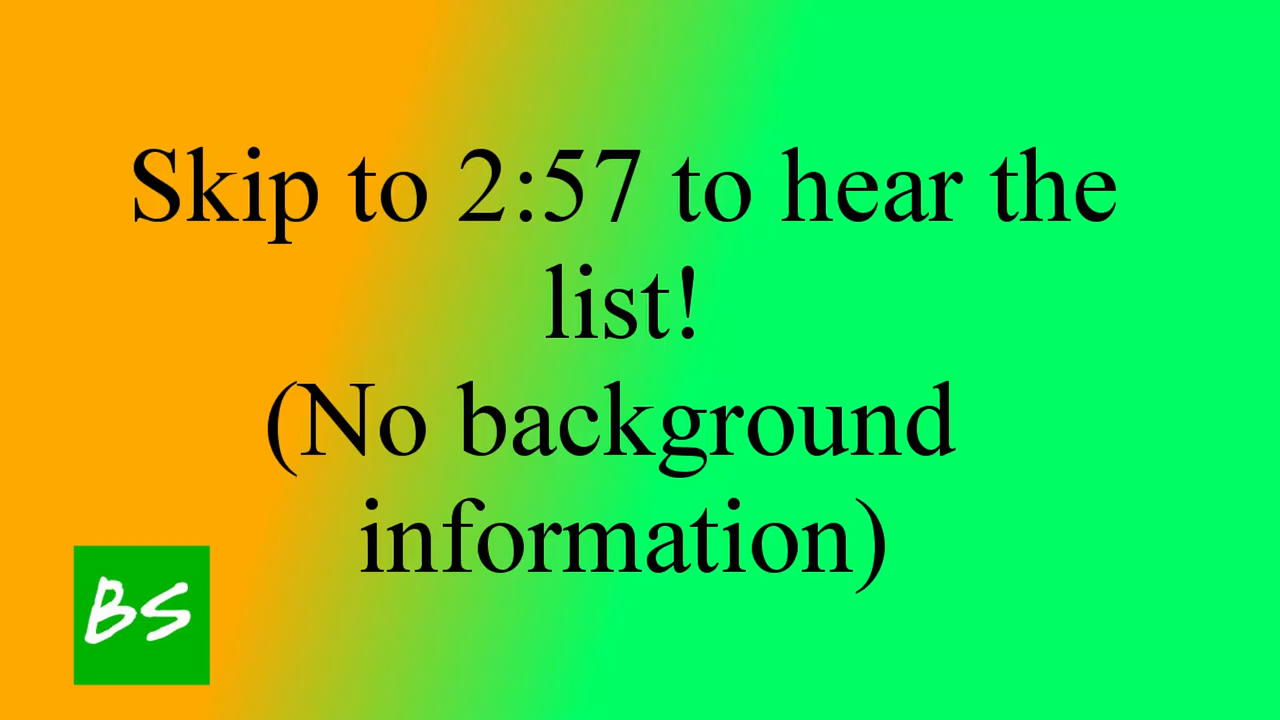 Skip to 2:57 to hear the
list!
(No background
information)
BS